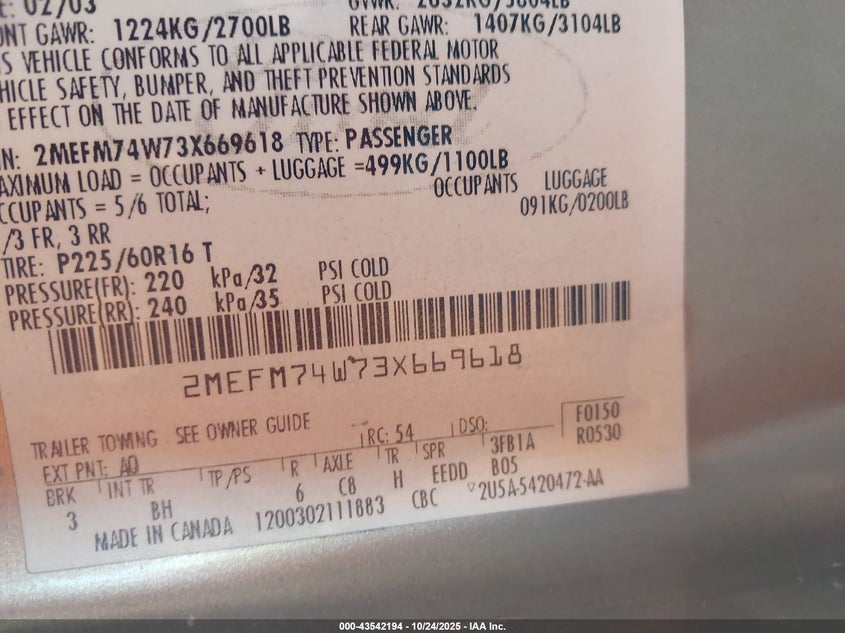 E: 02/03
GVWR: 2632KG/5804LB
ONT GAWR: 1224KG/2700LB REAR GAWR: 1407KG/3104LB
S VEHICLE CONFORMS TO ALL APPLICABLE FEDERAL MOTOR
HICLE SAFETY, BUMPER, AND THEFT PREVENTION STANDARDS
EFFECT ON THE DATE OF MANUFACTURE SHOWN ABOVE.
N: 2MEFM74W73X669618 TYPE: PASSENGER
AXIMUM LOAD = OCCUPANTS + LUGGAGE =499KG/1100LB
CCUPANTS = 5/6 TOTAL; OCCUPANTS LUGGAGE
/3 FR, 3 RR 091KG/0200LB
TIRE: P225/60R16 T
PRESSURE(FR): 220 kPa/32 PSI COLD
PRESSURE(RR): 240 kPa/35 PSI COLD
2MEFM74W73X669618
TRAILER TOWING - SEE OWNER GUIDE
F0150
EXT PNT: AQ RC: 54 DSO: R0530
BRK INT TR TP/PS R AXLE TR SPR 3FB1A
3 BH 6 C8 H EEDD B05
MADE IN CANADA 1200302111883 CBC 2U5A-5420472-AA
000-43542194 - 10/24/2025 - IAA Inc.